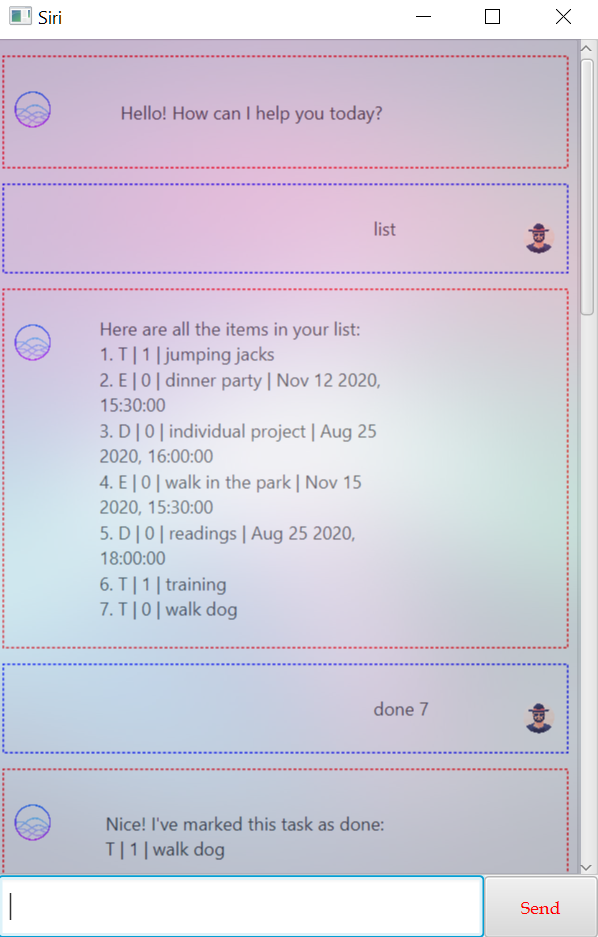 Siri
Hello! How can I help you today?
list
Here are all the items in your list:
1. T | 1 | jumping jacks
2. E | 0 | dinner party | Nov 12 2020,
15:30:00
3. D | 0 | individual project | Aug 25
2020, 16:00:00
4. E | 0 | walk in the park | Nov 15
2020, 15:30:00
5. D | 0 | readings | Aug 25 2020,
18:00:00
6. T | 1 | training
7. T | 0 | walk dog
done 7
Nice! I've marked this task as done:
T | 1 | walk dog
Send